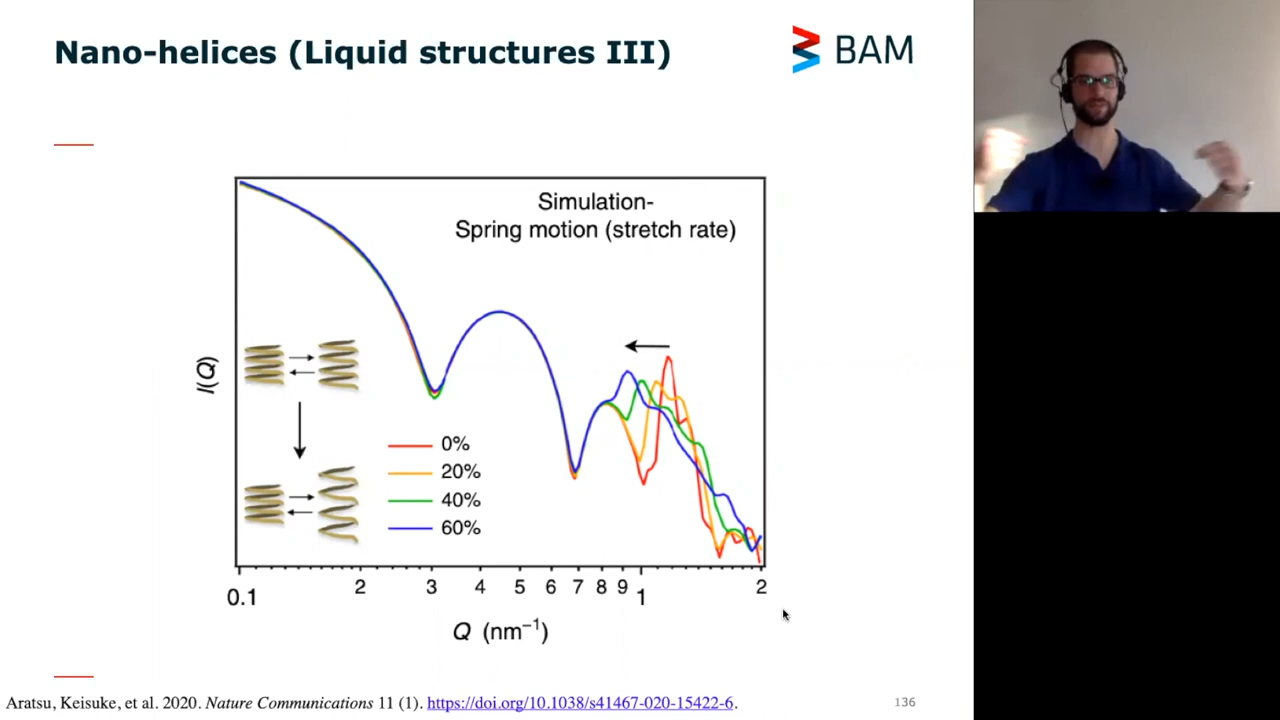 Nano-helices (Liquid structures III)
BAM
Simulation-
Spring motion (stretch rate)
I(Q)
0%
20%
40%
60%
0.1 2 3 4 5 6 7 8 9 1 2
Q (nm⁻¹)
Aratsu, Keisuke, et al. 2020. Nature Communications 11 (1). https://doi.org/10.1038/s41467-020-15422-6.
136